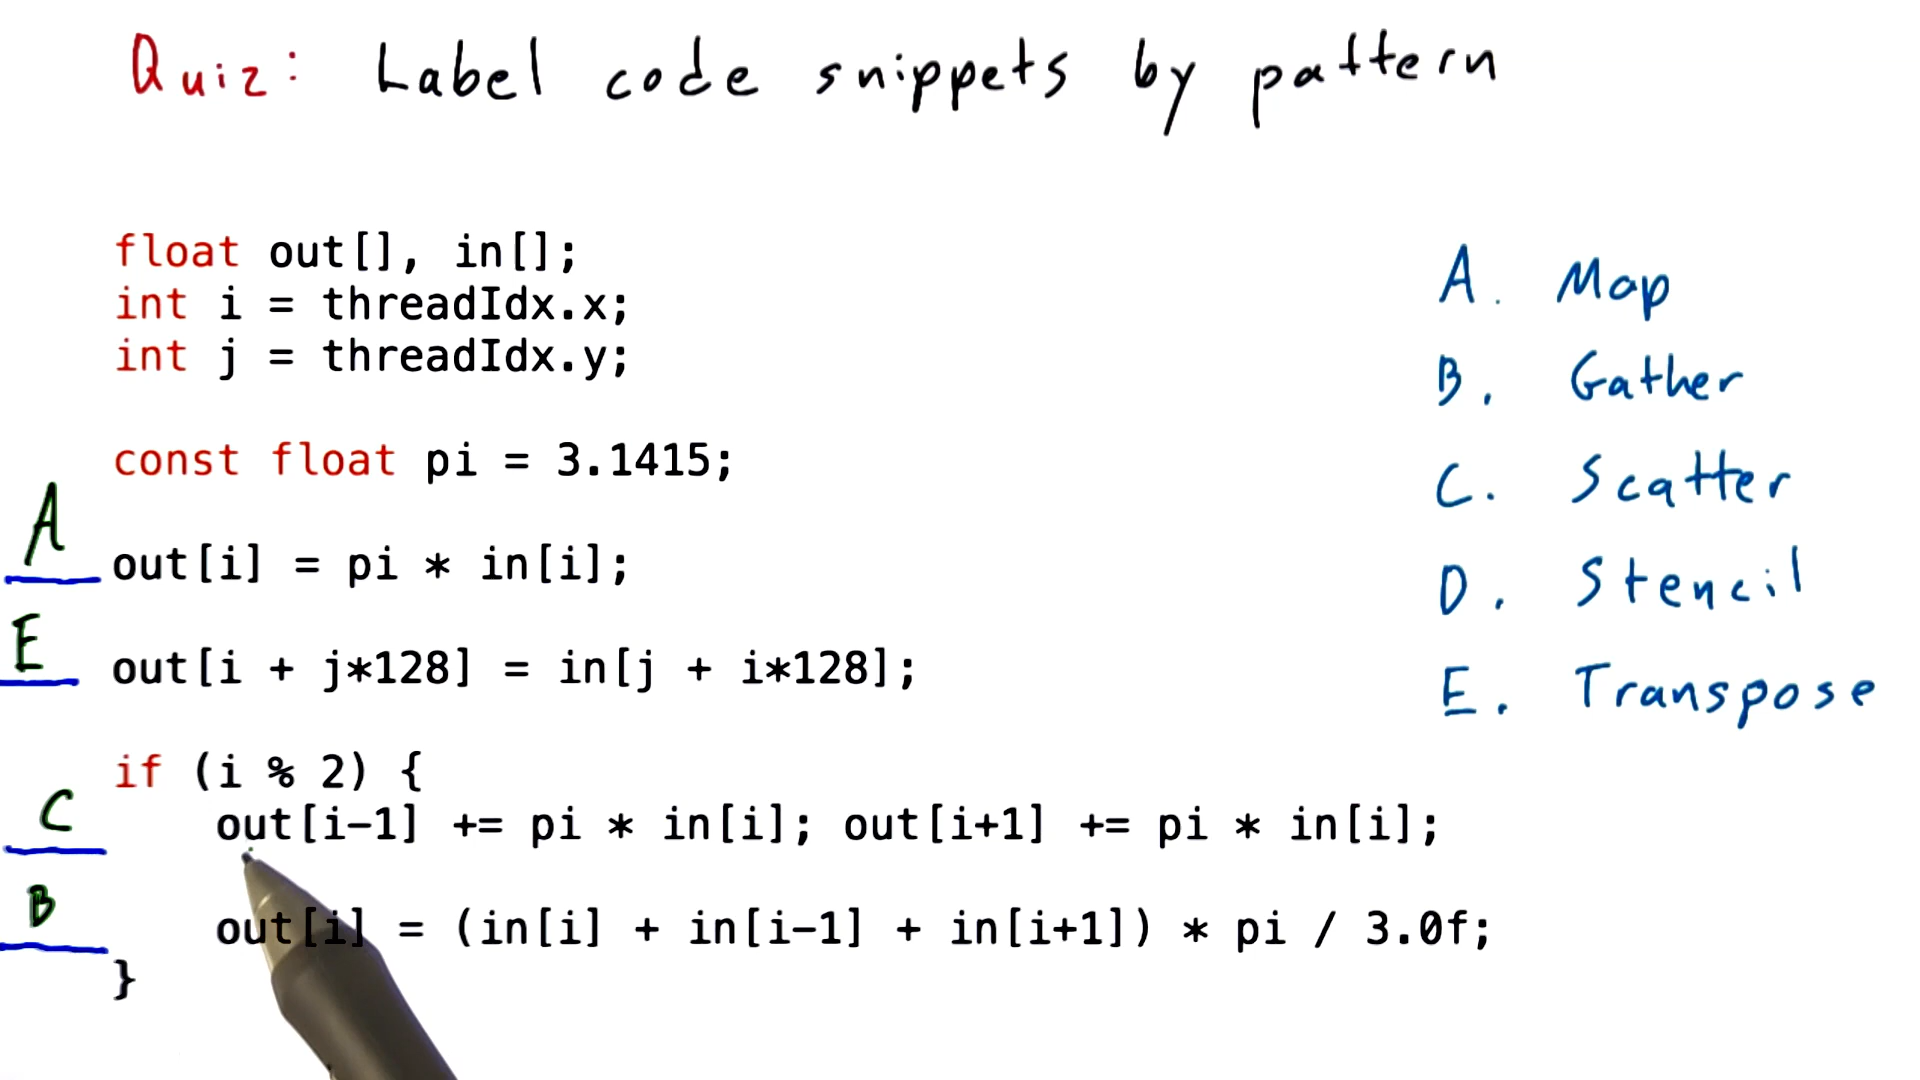 Quiz: Label code snippets by pattern
float out[], in[];
int i = threadIdx.x;
int j = threadIdx.y;
const float pi = 3.1415;
A out[i] = pi * in[i];
E out[i + j*128] = in[j + i*128];
if (i % 2) {
C out[i-1] += pi * in[i]; out[i+1] += pi * in[i];
B out[i] = (in[i] + in[i-1] + in[i+1]) * pi / 3.0f;
}
A. Map
B. Gather
C. Scatter
D. Stencil
E. Transpose